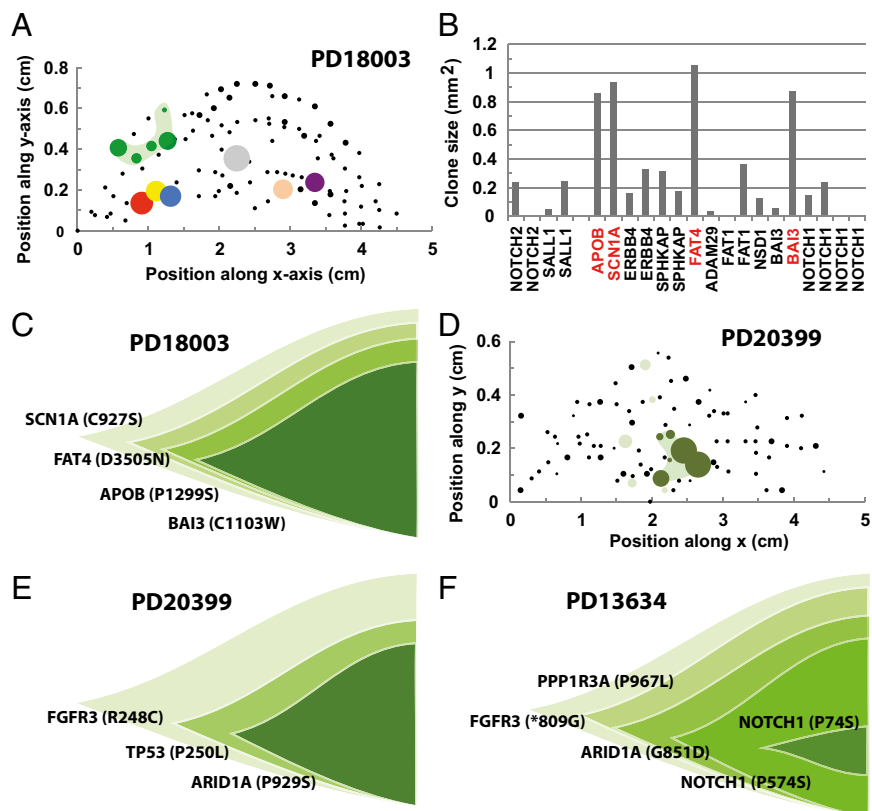 A
PD18003
Position alng y-axis (cm)
0.8
0.6
0.4
0.2
0
0 1 2 3 4 5
Position along x-axis (cm)
B
Clone size (mm2)
1.2
1
0.8
0.6
0.4
0.2
0
NOTCH2
NOTCH2
SALL1
SALL1
APOB
SCN1A
ERBB4
ERBB4
SPHKAP
SPHKAP
FAT4
ADAM29
FAT1
FAT1
NSD1
BAI3
BAI3
NOTCH1
NOTCH1
NOTCH1
NOTCH1
C
PD18003
SCN1A (C927S)
FAT4 (D3505N)
APOB (P1299S)
BAI3 (C1103W)
D
PD20399
Position along y (cm)
0.6
0.4
0.2
0
0 1 2 3 4 5
Position along x (cm)
E
PD20399
FGFR3 (R248C)
TP53 (P250L)
ARID1A (P929S)
F
PD13634
PPP1R3A (P967L)
FGFR3 (*809G)
NOTCH1 (P74S)
ARID1A (G851D)
NOTCH1 (P574S)